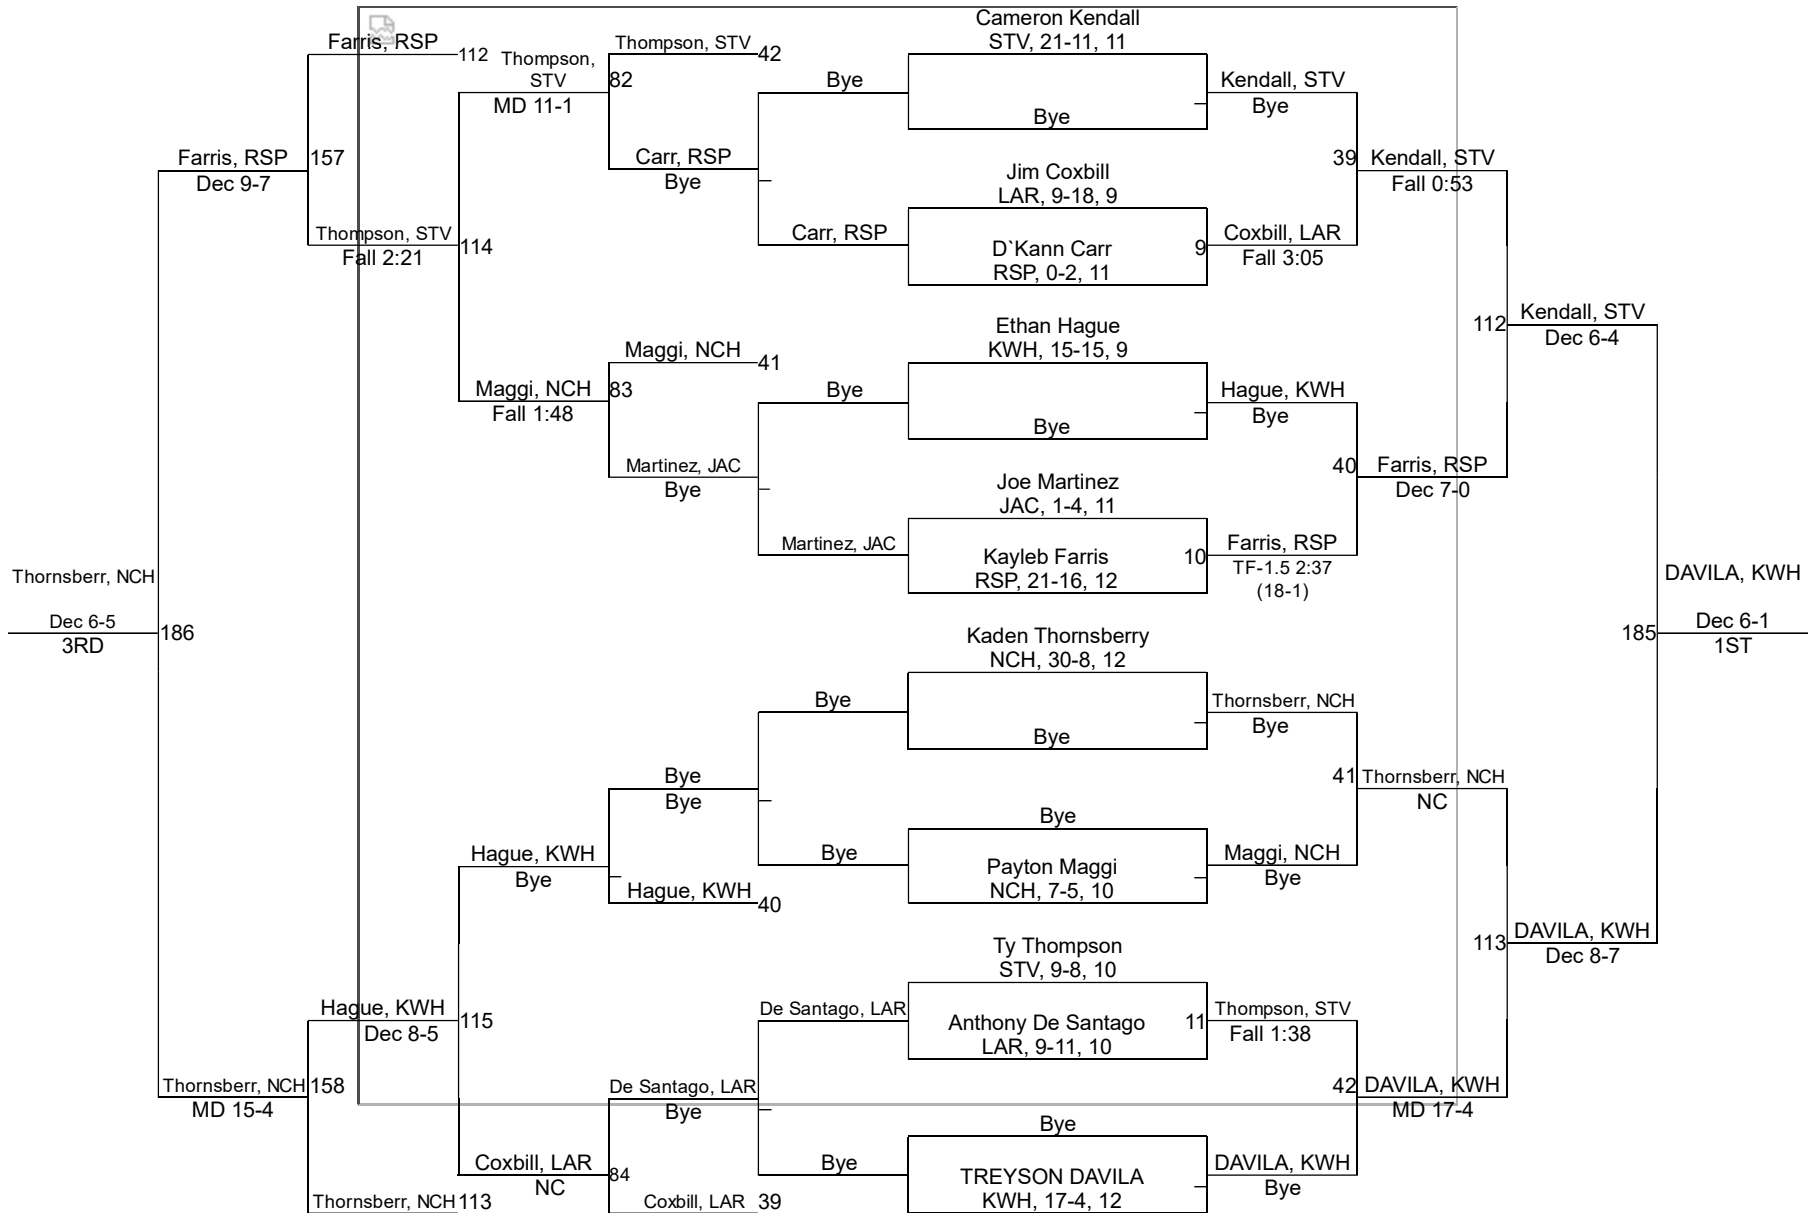 Cameron Kendall
STV, 21-11, 11
Farris, RSP
112
Thompson,
STV
MD 11-1
Thompson, STV
42
82
Bye
Bye
Kendall, STV
Bye
Carr, RSP
Bye
Farris, RSP
Dec 9-7
157
39
Kendall, STV
Fall 0:53
Jim Coxbill
LAR, 9-18, 9
Thompson, STV
Fall 2:21
114
Carr, RSP
D`Kann Carr
RSP, 0-2, 11
9
Coxbill, LAR
Fall 3:05
Ethan Hague
KWH, 15-15, 9
112
Kendall, STV
Dec 6-4
Maggi, NCH
41
Maggi, NCH
Fall 1:48
83
Bye
Bye
Hague, KWH
Bye
Martinez, JAC
Bye
40
Farris, RSP
Dec 7-0
Joe Martinez
JAC, 1-4, 11
Martinez, JAC
Kayleb Farris
RSP, 21-16, 12
10
Farris, RSP
TF-1.5 2:37
(18-1)
Thornsberr, NCH
Dec 6-5
3RD
186
DAVILA, KWH
185
Dec 6-1
1ST
Kaden Thornsberry
NCH, 30-8, 12
Bye
Bye
Thornsberr, NCH
Bye
Bye
Bye
41
Thornsberr, NCH
NC
Bye
Hague, KWH
Bye
Bye
Payton Maggi
NCH, 7-5, 10
Maggi, NCH
Bye
Hague, KWH
40
113
DAVILA, KWH
Dec 8-7
Ty Thompson
STV, 9-8, 10
Hague, KWH
Dec 8-5
115
De Santago, LAR
Anthony De Santago
LAR, 9-11, 10
11
Thompson, STV
Fall 1:38
Thornsberr, NCH
MD 15-4
158
De Santago, LAR
Bye
42
DAVILA, KWH
MD 17-4
Bye
Coxbill, LAR
NC
84
Bye
TREYSON DAVILA
KWH, 17-4, 12
DAVILA, KWH
Bye
Thornsberr, NCH
113
Coxbill, LAR
39